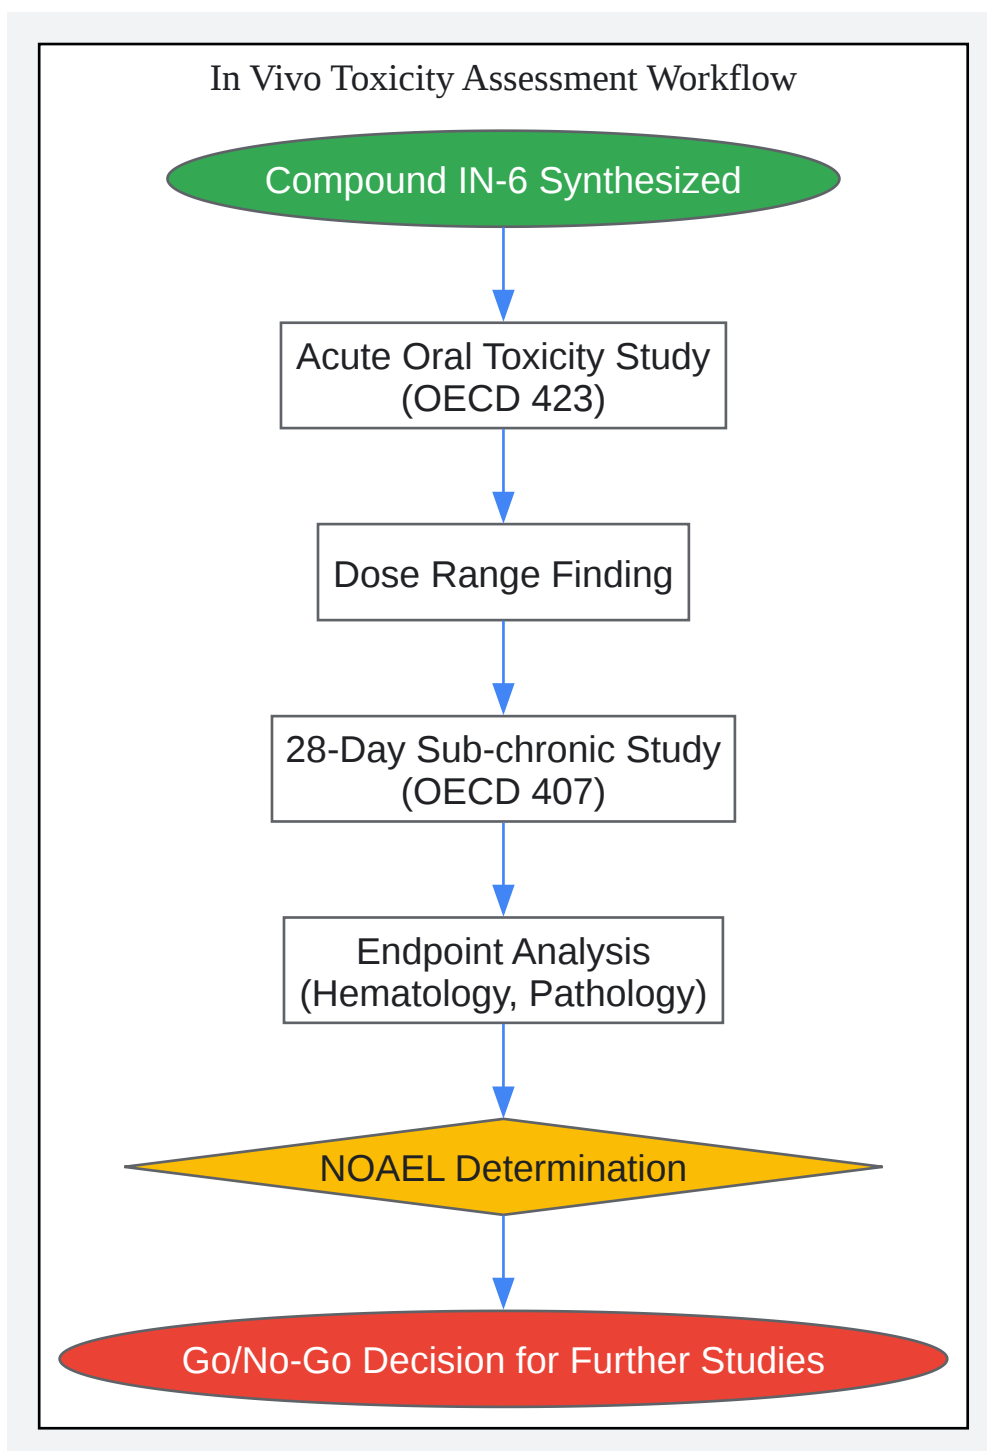 In Vivo Toxicity Assessment Workflow
Compound IN-6 Synthesized
Acute Oral Toxicity Study
(OECD 423)
Dose Range Finding
28-Day Sub-chronic Study
(OECD 407)
Endpoint Analysis
(Hematology, Pathology)
NOAEL Determination
Go/No-Go Decision for Further Studies